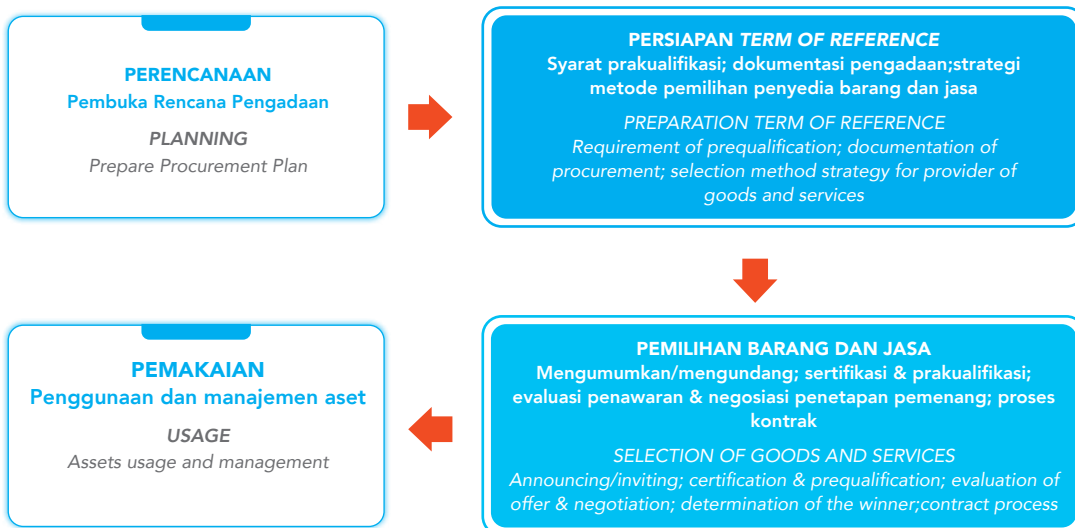 PERENCANAAN
Pembuka Rencana Pengadaan
PLANNING
Prepare Procurement Plan
PERSIAPAN TERM OF REFERENCE
Syarat prakualifikasi; dokumentasi pengadaan;strategi
metode pemilihan penyedia barang dan jasa
PREPARATION TERM OF REFERENCE
Requirement of prequalification; documentation of
procurement; selection method strategy for provider of
goods and services
PEMILIHAN BARANG DAN JASA
Mengumumkan/mengundang; sertifikasi & prakualifikasi;
evaluasi penawaran & negosiasi penetapan pemenang; proses
kontrak
SELECTION OF GOODS AND SERVICES
Announcing/inviting; certification & prequalification; evaluation of
offer & negotiation; determination of the winner;contract process
PEMAKAIAN
Penggunaan dan manajemen aset
USAGE
Assets usage and management